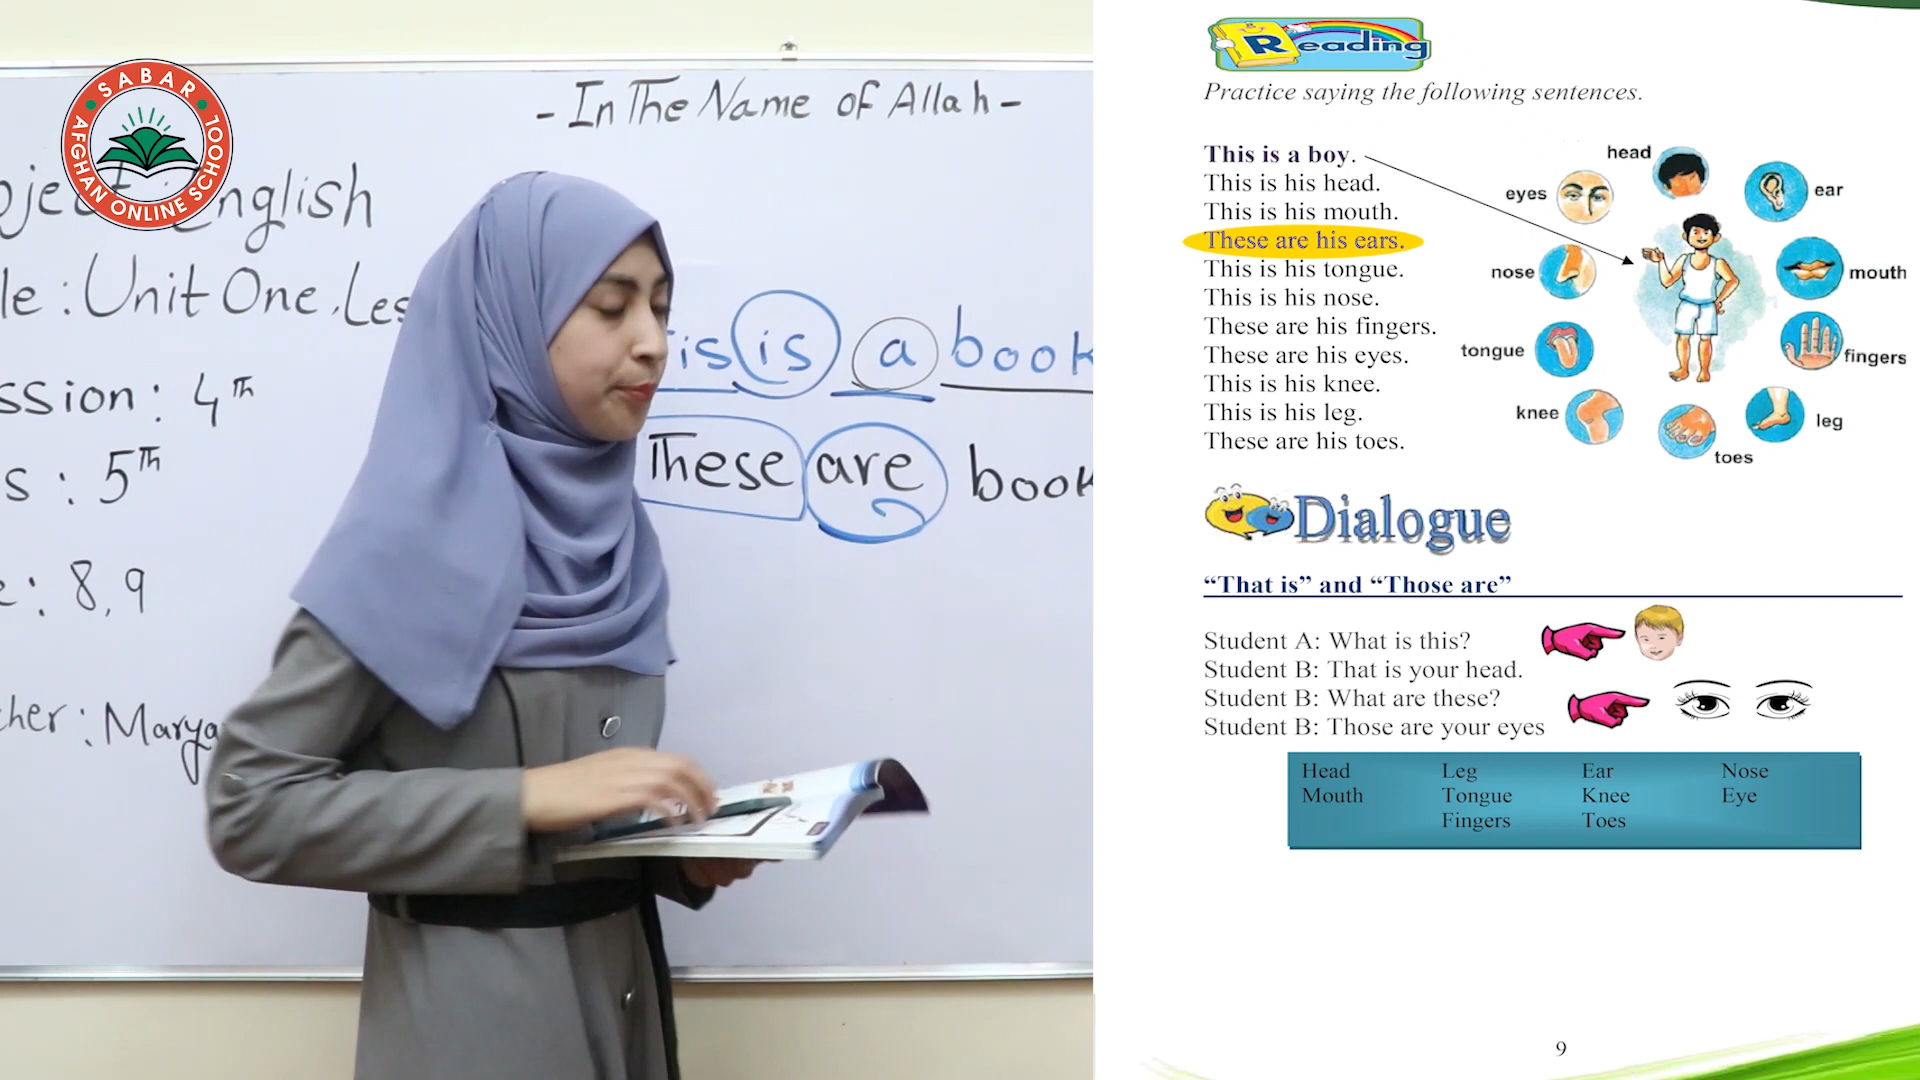 SABAR
AFGHAN ONLINE SCHOOL
- In The Name of Allah -
English
: Unit One, Les
ssion : 4th
s : 5th
: 8,9
cher : Marya
is is a book
These are book
Reading
Practice saying the following sentences.
This is a boy.
This is his head.
This is his mouth.
These are his ears.
This is his tongue.
This is his nose.
These are his fingers.
These are his eyes.
This is his knee.
This is his leg.
These are his toes.
head
eyes
ear
nose
mouth
tongue
fingers
knee
leg
toes
Dialogue
“That is” and “Those are”
Student A: What is this?
Student B: That is your head.
Student B: What are these?
Student B: Those are your eyes
Head Leg Ear Nose
Mouth Tongue Knee Eye
Fingers Toes
9